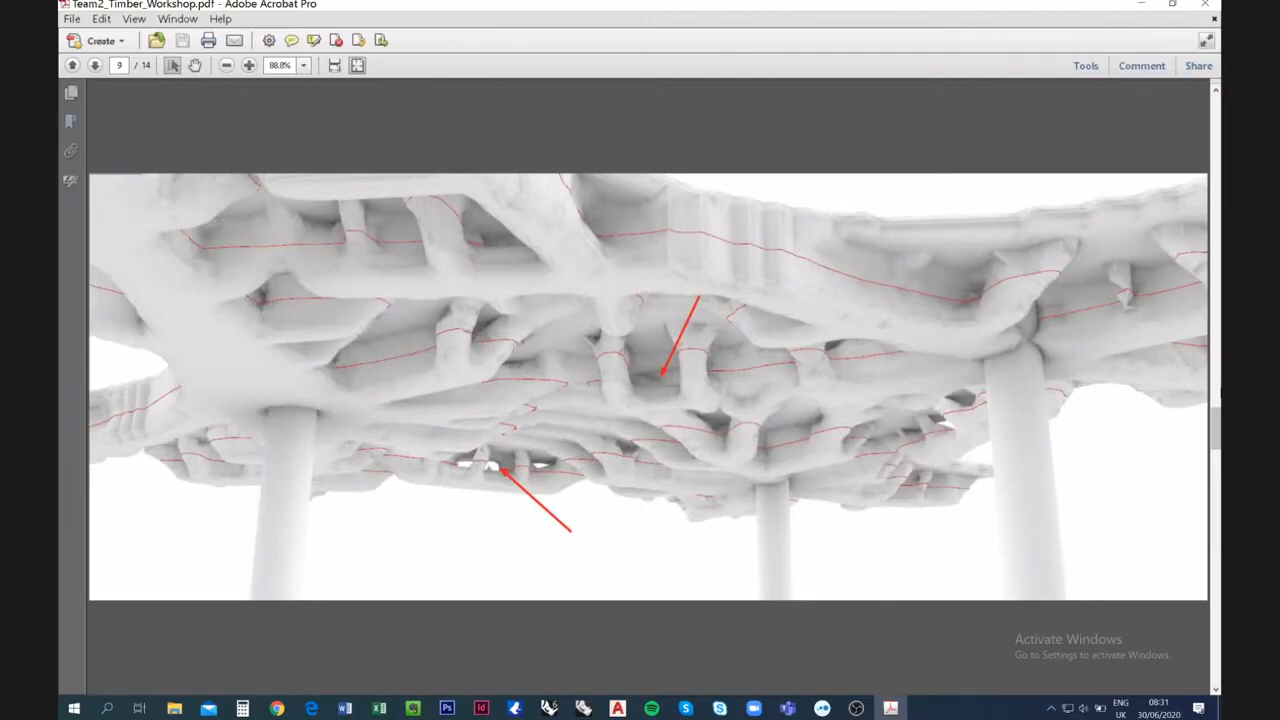 Team2_Timber_Workshop.pdf - Adobe Acrobat Pro
File Edit View Window Help
Create
9 / 14 88.8% Tools Comment Share
Activate Windows
Go to Settings to activate Windows.
ENG 08:31
UK 30/06/2020